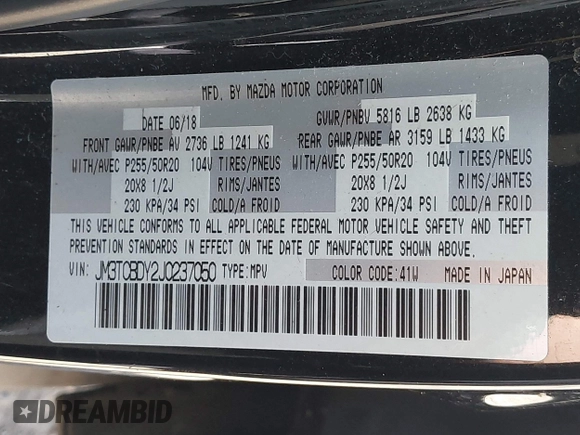 MFD. BY MAZDA MOTOR CORPORATION
DATE 06/18 GVWR/PNBV 5816 LB 2638 KG
FRONT GAWR/PNBE AV 2736 LB 1241 KG REAR GAWR/PNBE AR 3159 LB 1433 KG
WITH/AVEC P255/50R20 104V TIRES/PNEUS WITH/AVEC P255/50R20 104V TIRES/PNEUS
20X8 1/2J RIMS/JANTES 20X8 1/2J RIMS/JANTES
230 KPA/34 PSI COLD/A FROID 230 KPA/34 PSI COLD/A FROID
THIS VEHICLE CONFORMS TO ALL APPLICABLE FEDERAL MOTOR VEHICLE SAFETY AND THEFT
PREVENTION STANDARDS IN EFFECT ON THE DATE OF MANUFACTURE SHOWN ABOVE.
VIN: JM3TCBDY2J0237050 TYPE: MPV COLOR CODE: 41W MADE IN JAPAN
DREAMBID